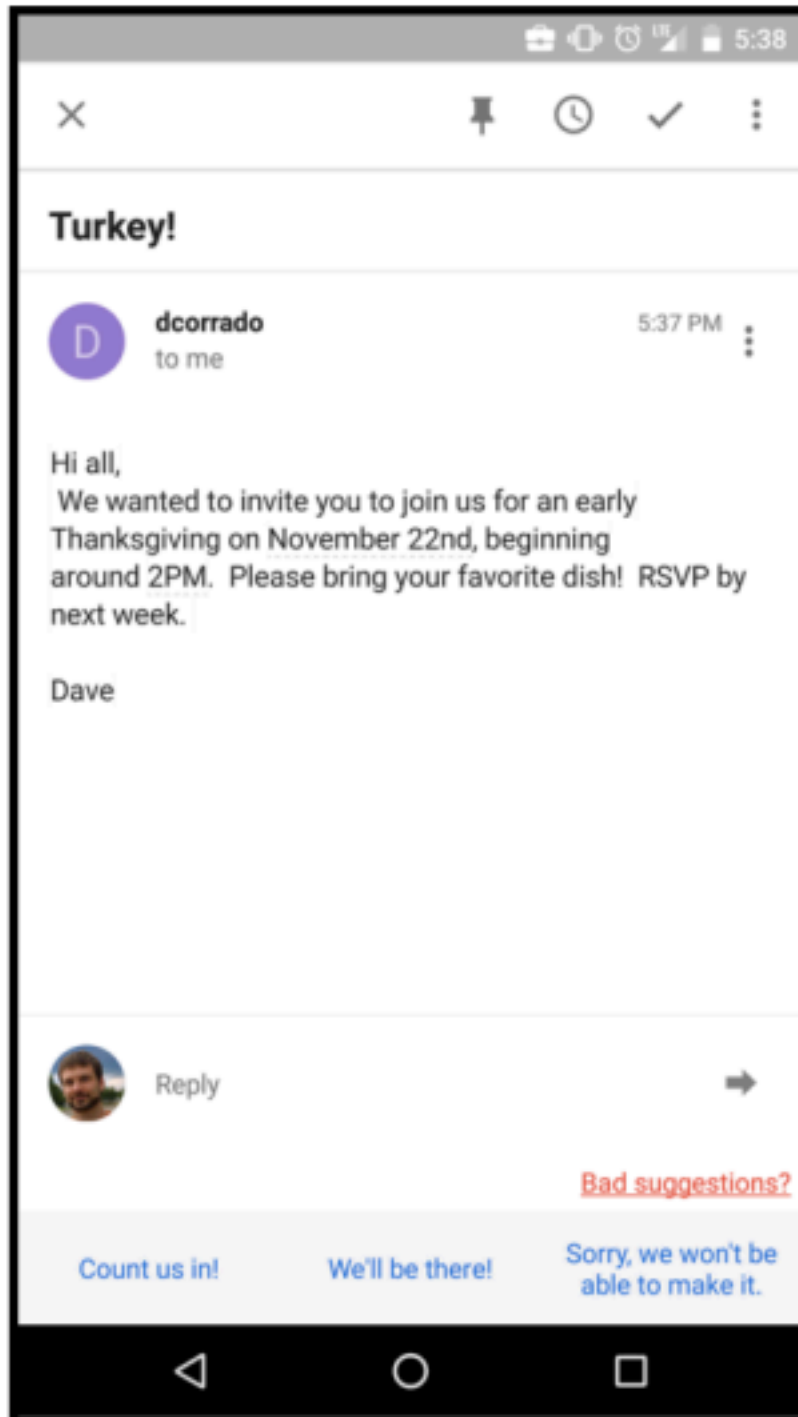 LTE 5:38
Turkey!
D
dcorrado
5:37 PM
to me
Hi all,
We wanted to invite you to join us for an early
Thanksgiving on November 22nd, beginning
around 2PM.  Please bring your favorite dish!  RSVP by
next week.
Dave
Reply
Bad suggestions?
Count us in!
We'll be there!
Sorry, we won't be
able to make it.